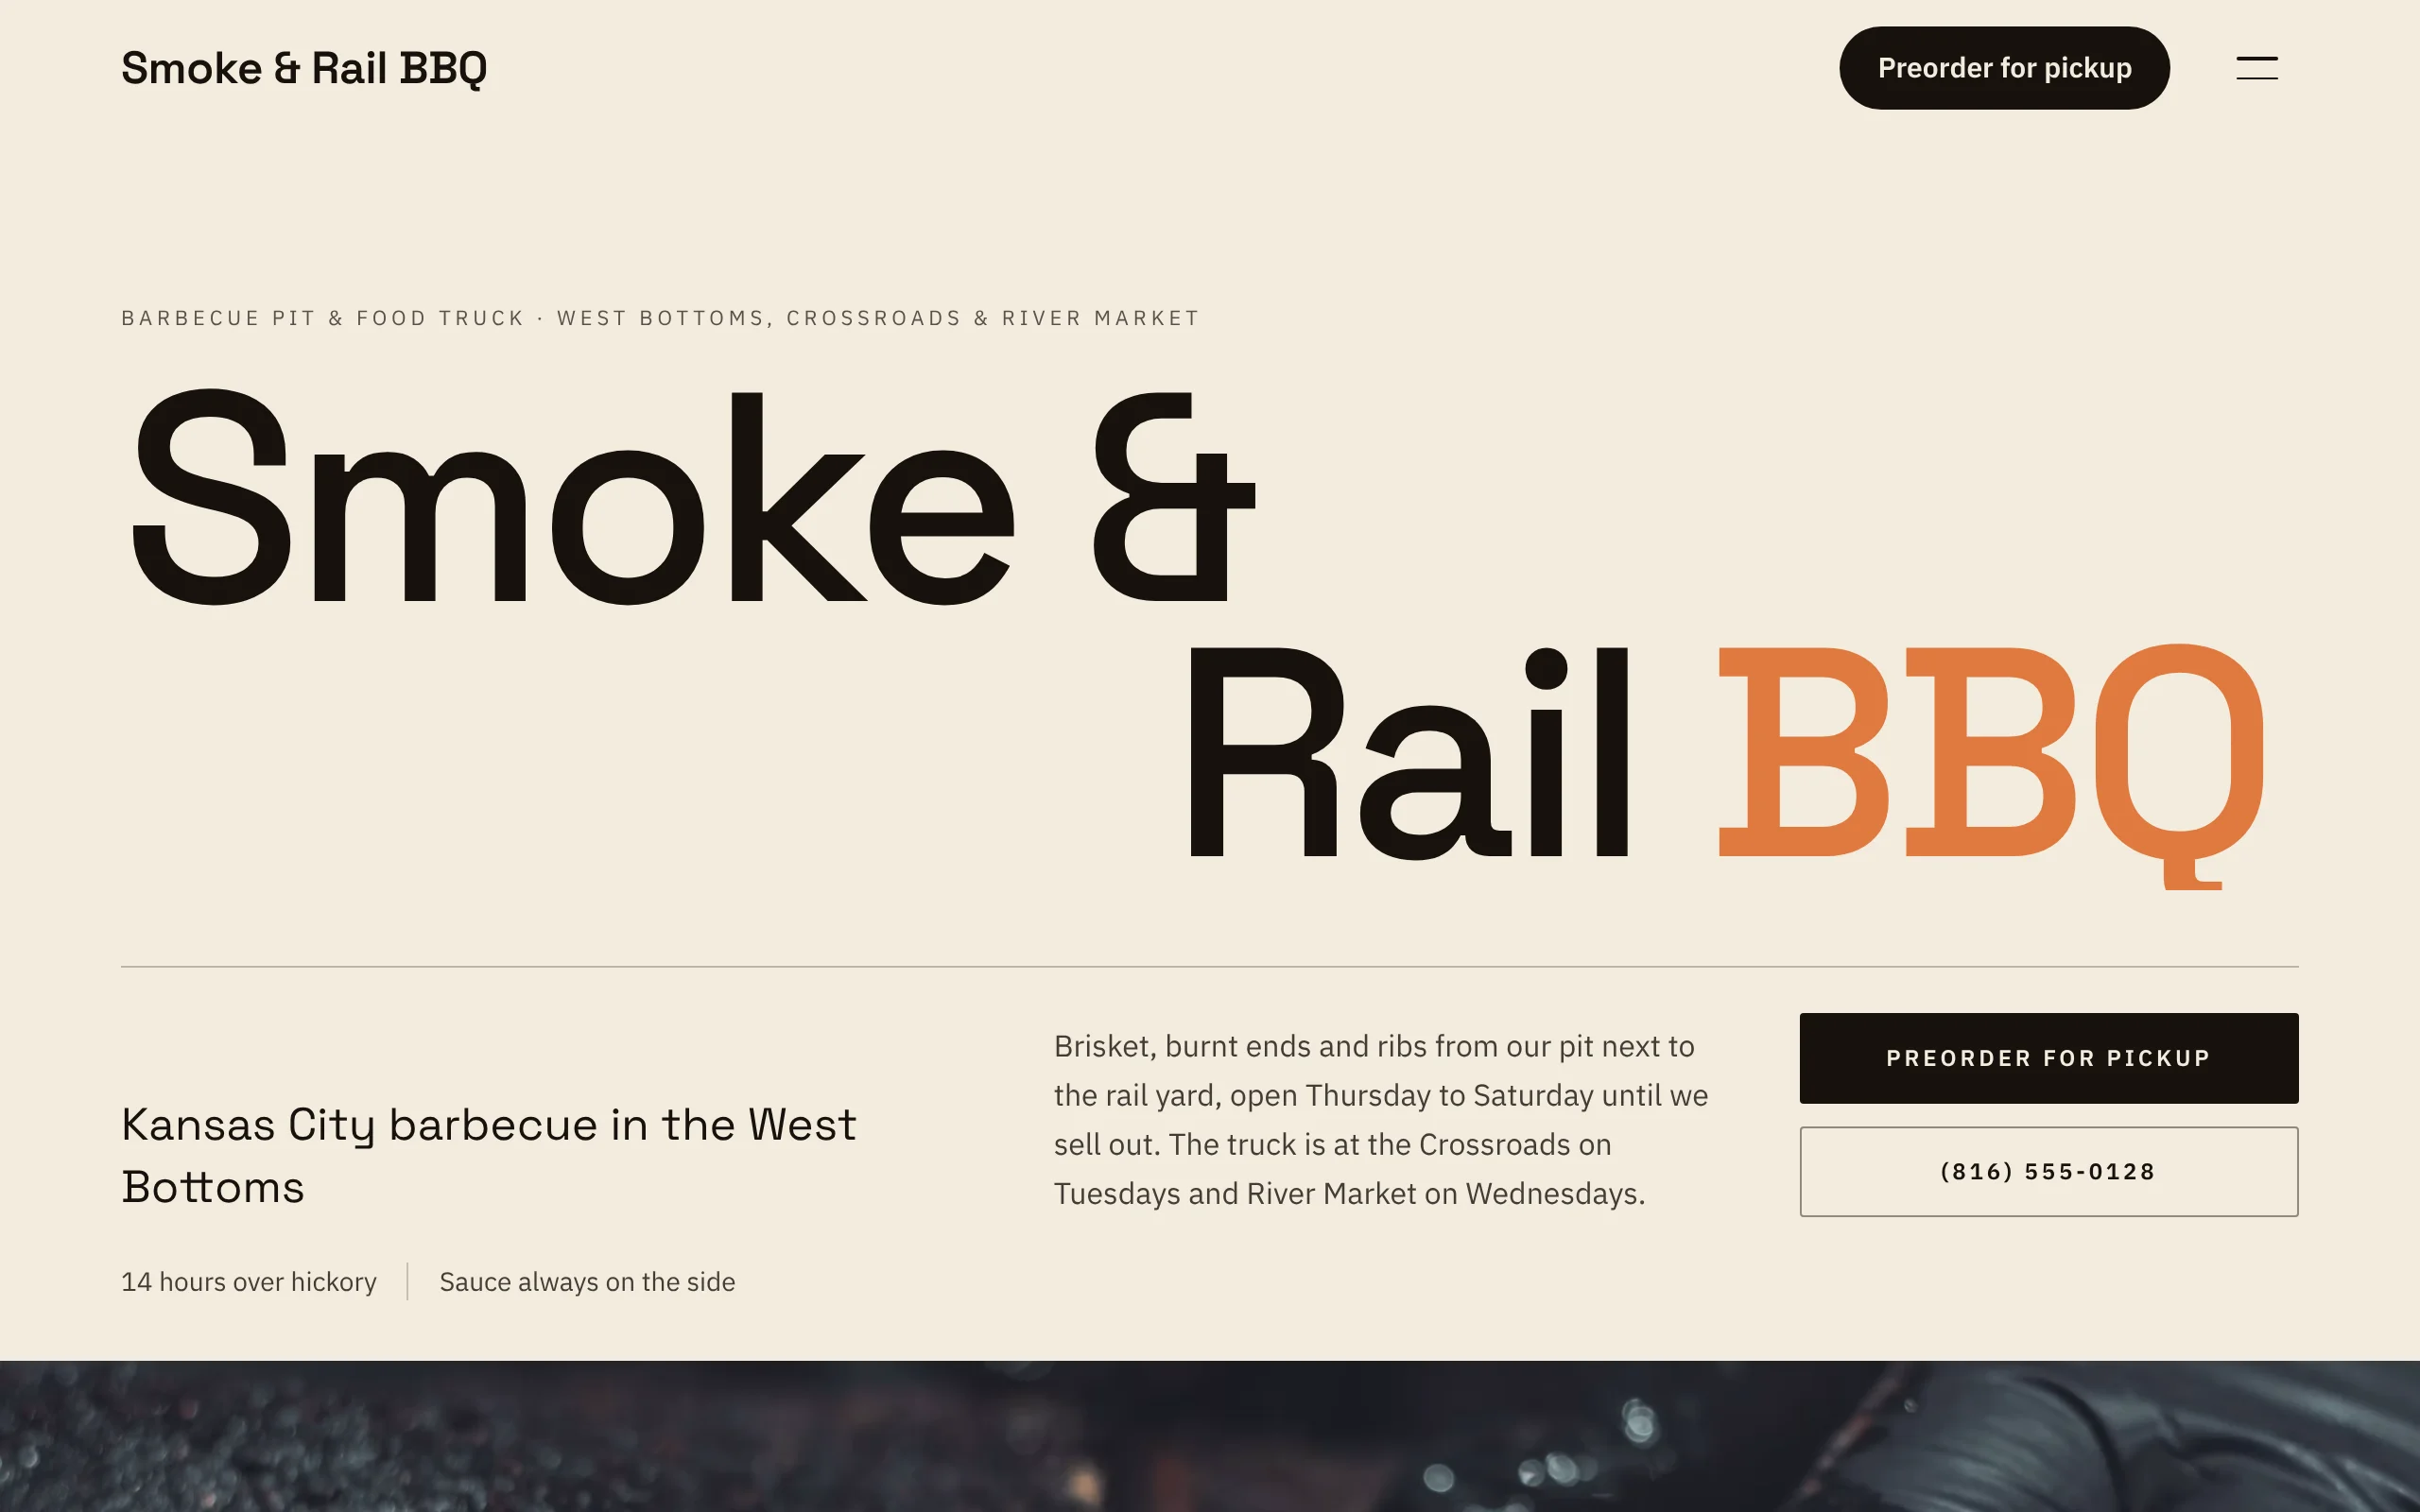 Smoke & Rail BBQ
Preorder for pickup
BARBECUE PIT & FOOD TRUCK · WEST BOTTOMS, CROSSROADS & RIVER MARKET
Smoke &
Rail BBQ
Kansas City barbecue in the West
Bottoms
14 hours over hickory
Sauce always on the side
Brisket, burnt ends and ribs from our pit next to
the rail yard, open Thursday to Saturday until we
sell out. The truck is at the Crossroads on
Tuesdays and River Market on Wednesdays.
PREORDER FOR PICKUP
(816) 555-0128